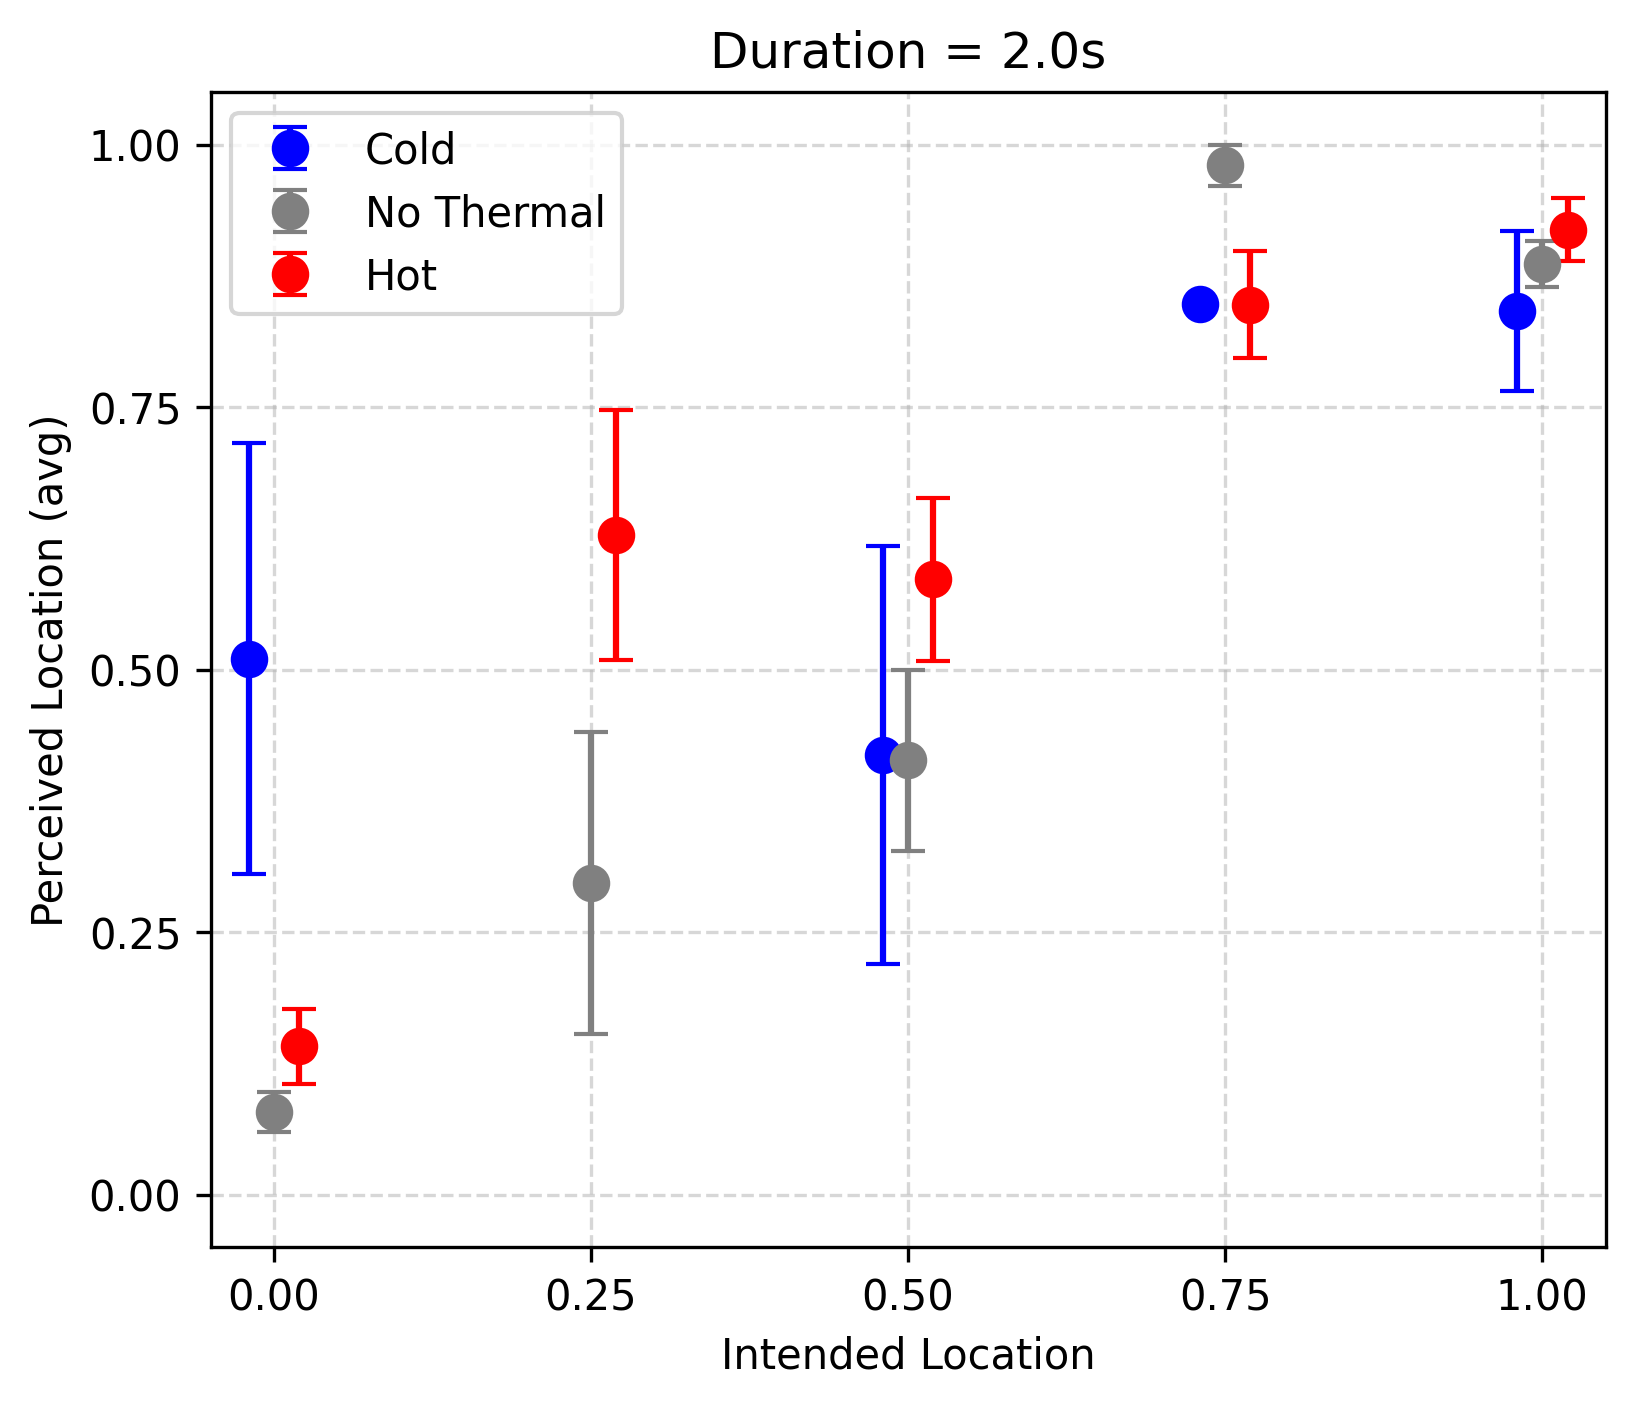 Duration = 2.0s
Cold
No Thermal
Hot
1.00
0.75
0.50
0.25
0.00
Perceived Location (avg)
0.00 0.25 0.50 0.75 1.00
Intended Location